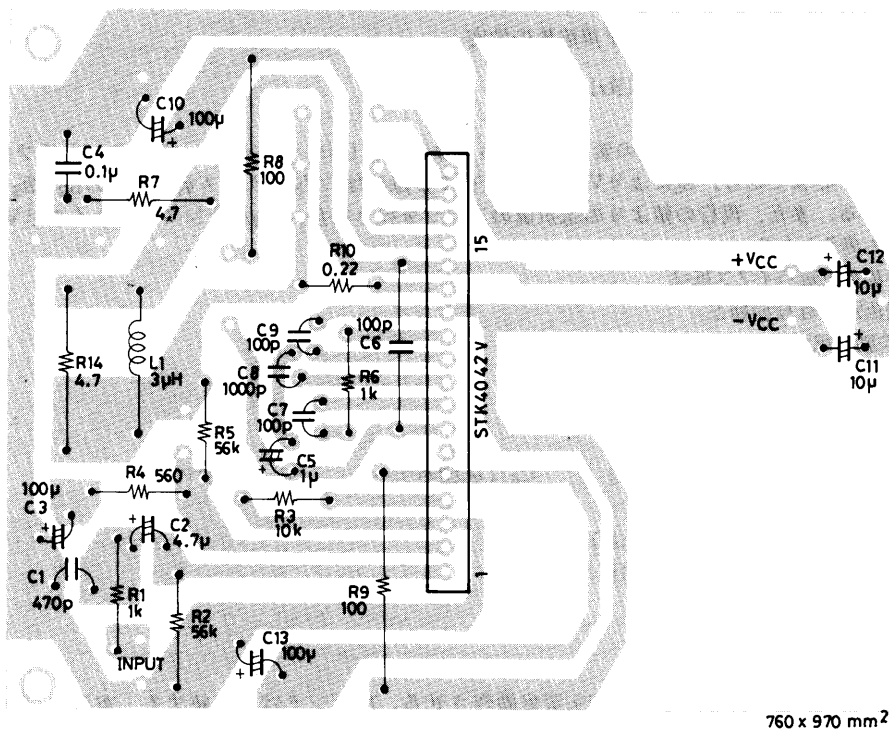 C10
100μ
C4
0.1μ
R7
4.7
R8
100
15
R10
0.22
+VCC
C12
10μ
-VCC
C11
10μ
C9
100p
100p
C6
C8
1000p
R6
1k
C7
100p
STK4042V
R14
4.7
L1
3μH
R5
56k
C5
1μ
R4 560
100μ
C3
C2
4.7μ
R3
10k
C1
470p
R1
1k
R2
56k
R9
100
1
INPUT
C13
100μ
760 x 970 mm²